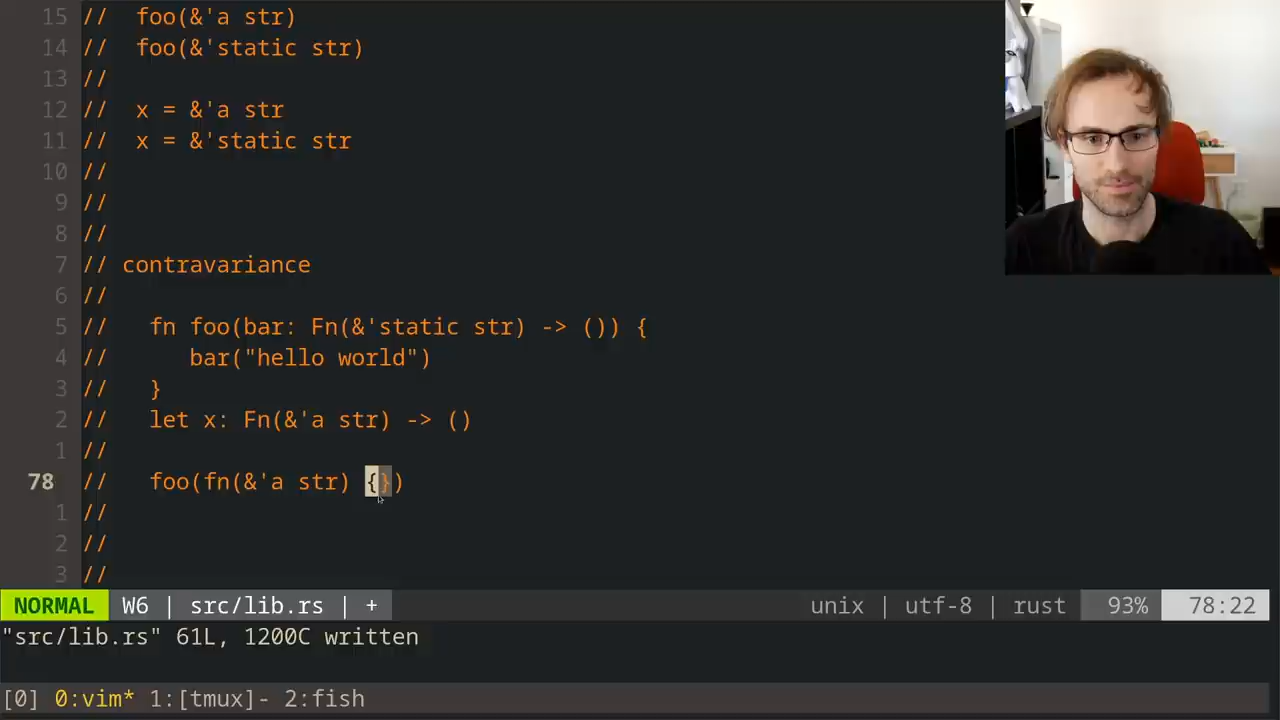 15 //  foo(&'a str)
14 //  foo(&'static str)
13 //
12 //  x = &'a str
11 //  x = &'static str
10 //
9 //
8 //
7 // contravariance
6 //
5 //   fn foo(bar: Fn(&'static str) -> ()) {
4 //      bar("hello world")
3 //   }
2 //   let x: Fn(&'a str) -> ()
1 //
78 //   foo(fn(&'a str) {})
1 //
2 //
3 //
NORMAL W6 | src/lib.rs | + unix | utf-8 | rust 93% 78:22
"src/lib.rs" 61L, 1200C written
[0] 0:vim* 1:[tmux]- 2:fish